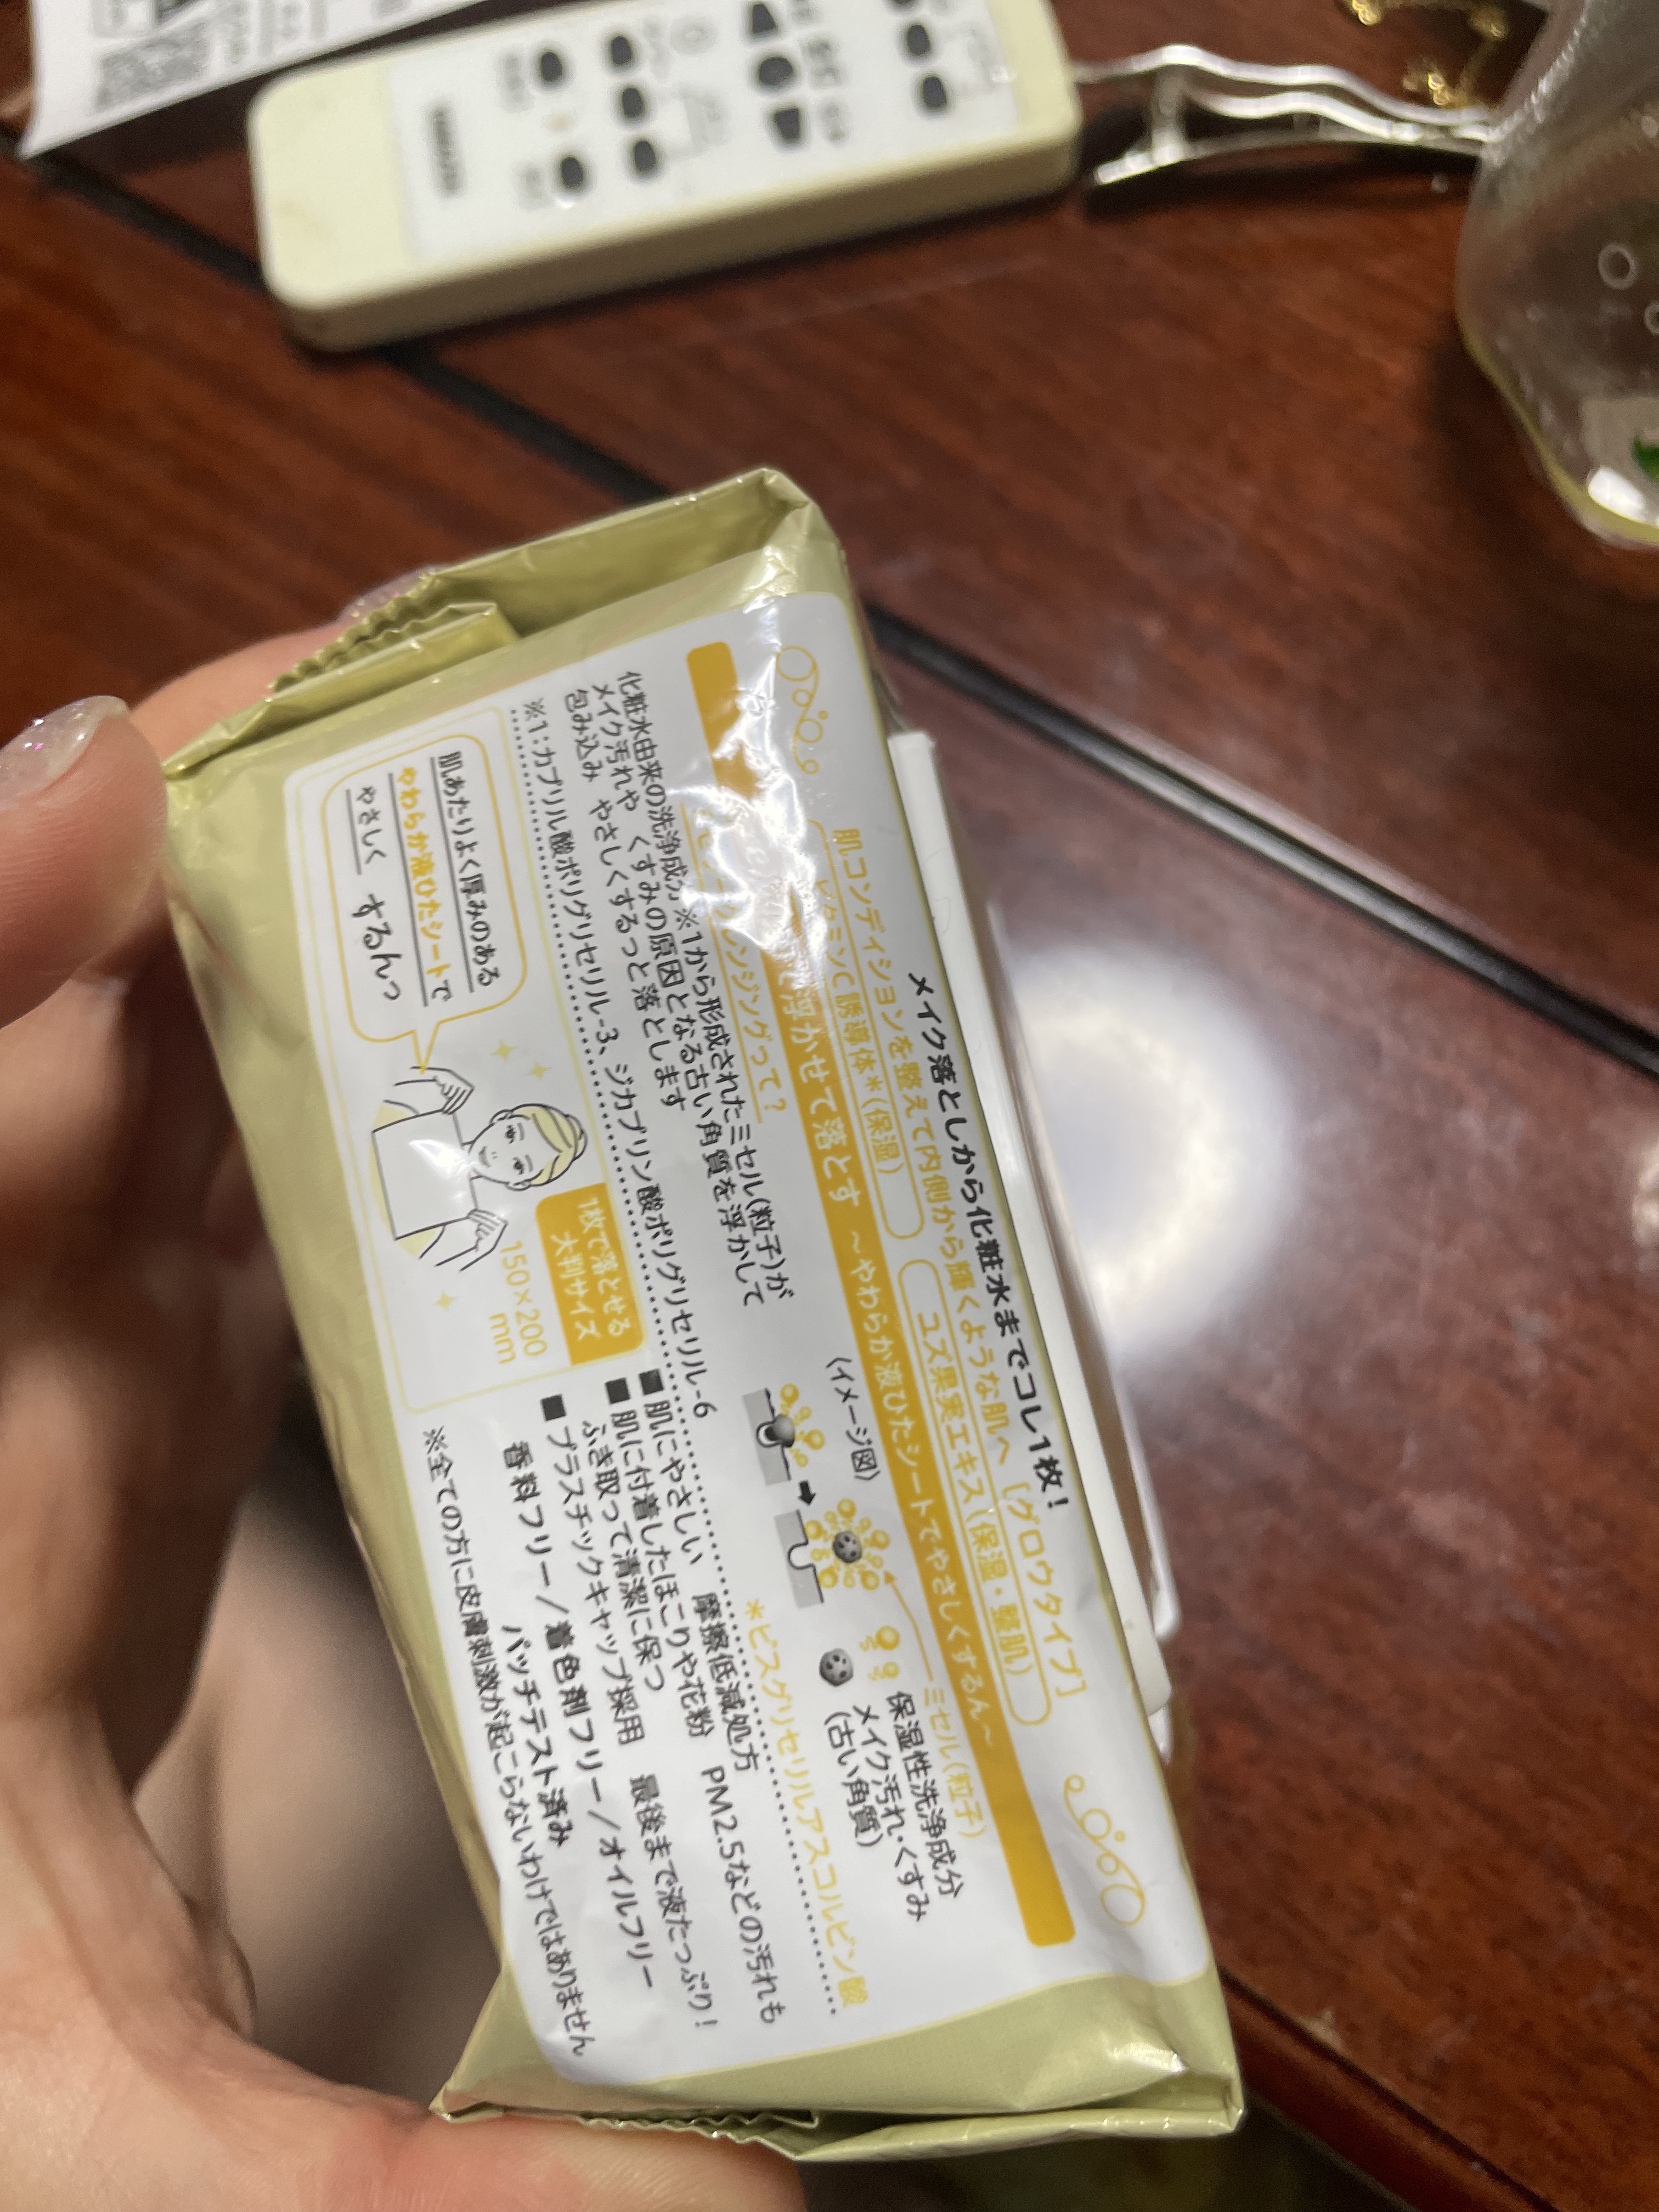 メイク落としから化粧水までコレ1枚！
肌コンディションを整えて内側から輝くような肌へ ［グロウタイプ］
ビタミンC誘導体*(保湿)
ユズ果実エキス(保湿・整肌)
浮かせて落とす ～やわらか液ひたシートでやさしくするん～
レンジングって？
化粧水由来の洗浄成分※1から形成されたミセル(粒子)が
メイク汚れや くすみの原因となる古い角質を浮かして
包み込み やさしくするっと落とします
※1:カプリル酸ポリグリセリル-3、ジカプリン酸ポリグリセリル-6
(イメージ図)
ミセル(粒子)
保湿性洗浄成分
メイク汚れ・くすみ
(古い角質)
*ビスグリセリルアスコルビン酸
肌あたりよく厚みのある
やわらか液ひたシートで
やさしく するんっ
1枚で落とせる
大判サイズ
150×200
mm
■ 肌にやさしい 摩擦低減処方
■ 肌に付着したほこりや花粉 PM2.5などの汚れも
ふき取って清潔に保つ
■ プラスチックキャップ採用 最後まで液たっぷり！
香料フリー／着色剤フリー／オイルフリー
パッチテスト済み
※全ての方に皮膚刺激が起こらないわけではありません